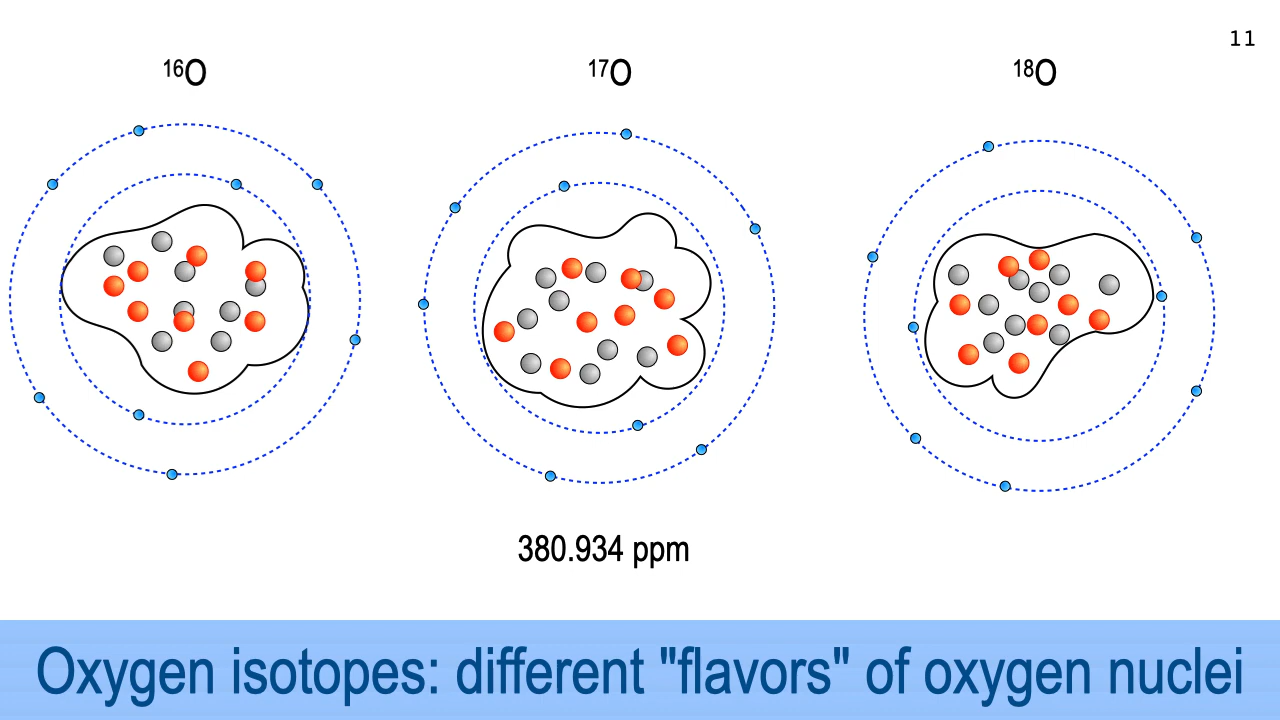 11
¹⁶O
¹⁷O
¹⁸O
380.934 ppm
Oxygen isotopes: different "flavors" of oxygen nuclei